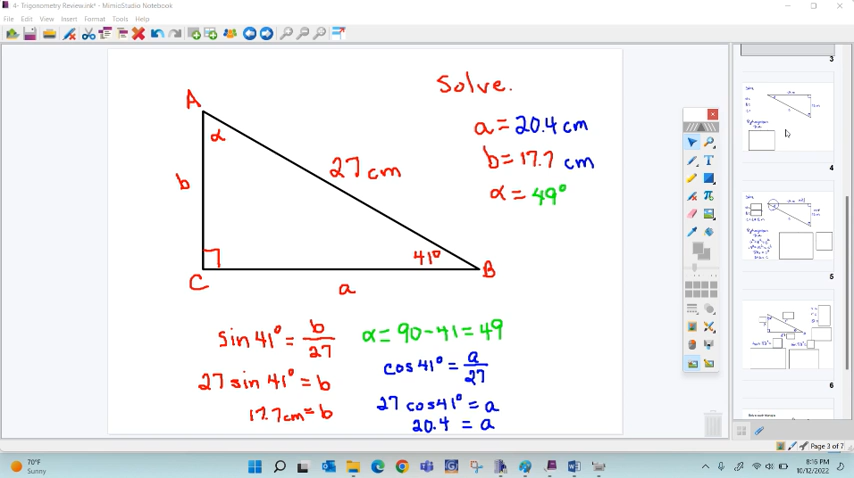 4- Trigonometry Review.ink* - MimioStudio Notebook
File Edit View Insert Format Tools Help
Solve.
A
α
b
27 cm
C
41°
B
a
a = 20.4 cm
b = 17.7 cm
α = 49°
sin 41° = b/27
27 sin 41° = b
17.7cm = b
α = 90 - 41 = 49
cos 41° = a/27
27 cos 41° = a
20.4 = a
3
4
5
6
Page 3 of 7
70°F
Sunny
8:15 PM
10/12/2022